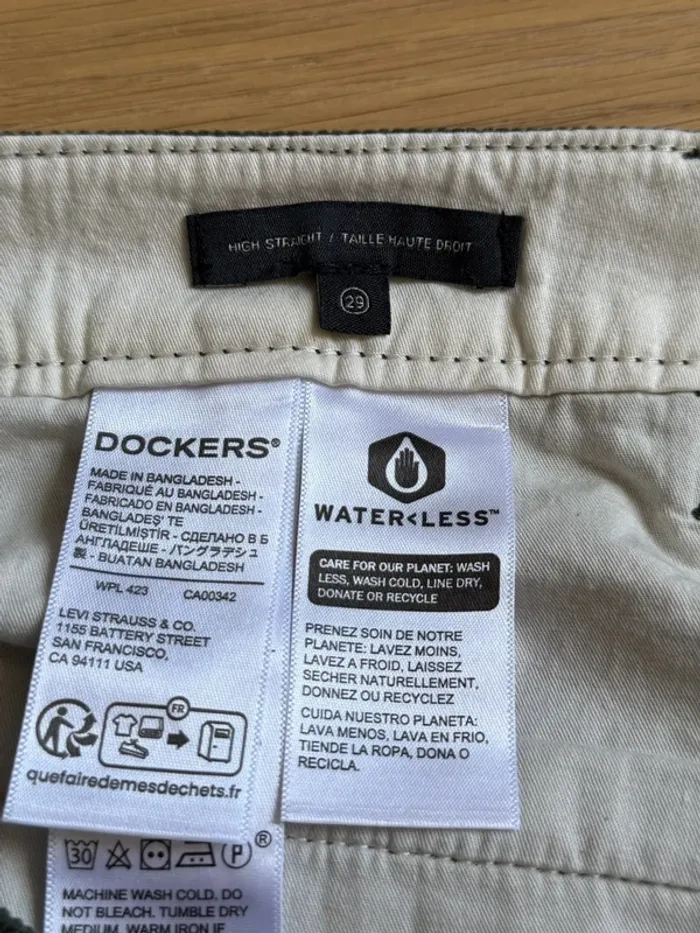 HIGH STRAIGHT / TAILLE HAUTE DROIT
29
DOCKERS®
MADE IN BANGLADESH -
FABRIQUÉ AU BANGLADESH -
FABRICADO EN BANGLADESH -
BANGLADEŞ' TE
ÜRETİLMİŞTİR - СДЕЛАНО В Б
АНГЛАДЕШЕ - バングラデシュ
製 - BUATAN BANGLADESH
WPL 423 CA00342
LEVI STRAUSS & CO.
1155 BATTERY STREET
SAN FRANCISCO,
CA 94111 USA
FR
quefairedemesdechets.fr
WATER<LESS™
CARE FOR OUR PLANET: WASH
LESS, WASH COLD, LINE DRY,
DONATE OR RECYCLE
PRENEZ SOIN DE NOTRE
PLANETE: LAVEZ MOINS,
LAVEZ A FROID, LAISSEZ
SECHER NATURELLEMENT,
DONNEZ OU RECYCLEZ
CUIDA NUESTRO PLANETA:
LAVA MENOS, LAVA EN FRIO,
TIENDE LA ROPA, DONA O
RECICLA.
30 P ®
MACHINE WASH COLD. DO
NOT BLEACH. TUMBLE DRY
MEDIUM. WARM IRON IF